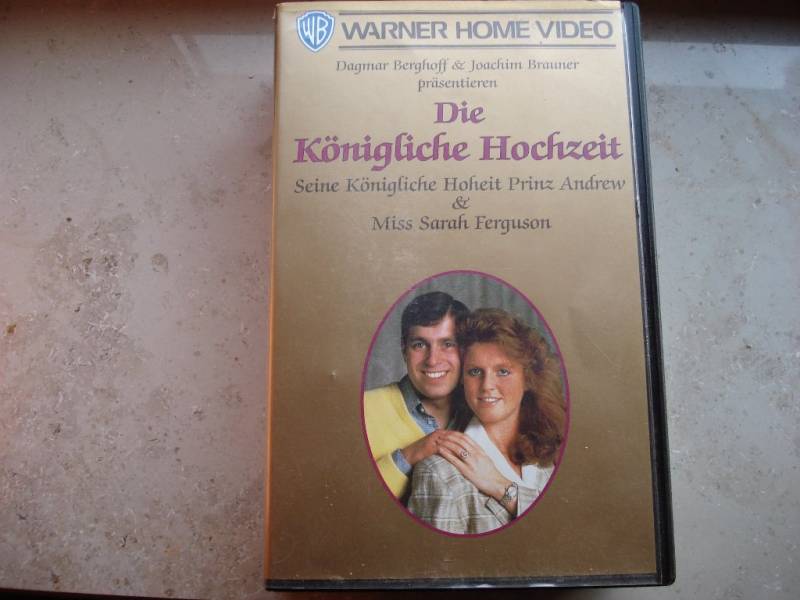 WB WARNER HOME VIDEO
Dagmar Berghoff & Joachim Brauner
präsentieren
Die
Königliche Hochzeit
Seine Königliche Hoheit Prinz Andrew
&
Miss Sarah Ferguson